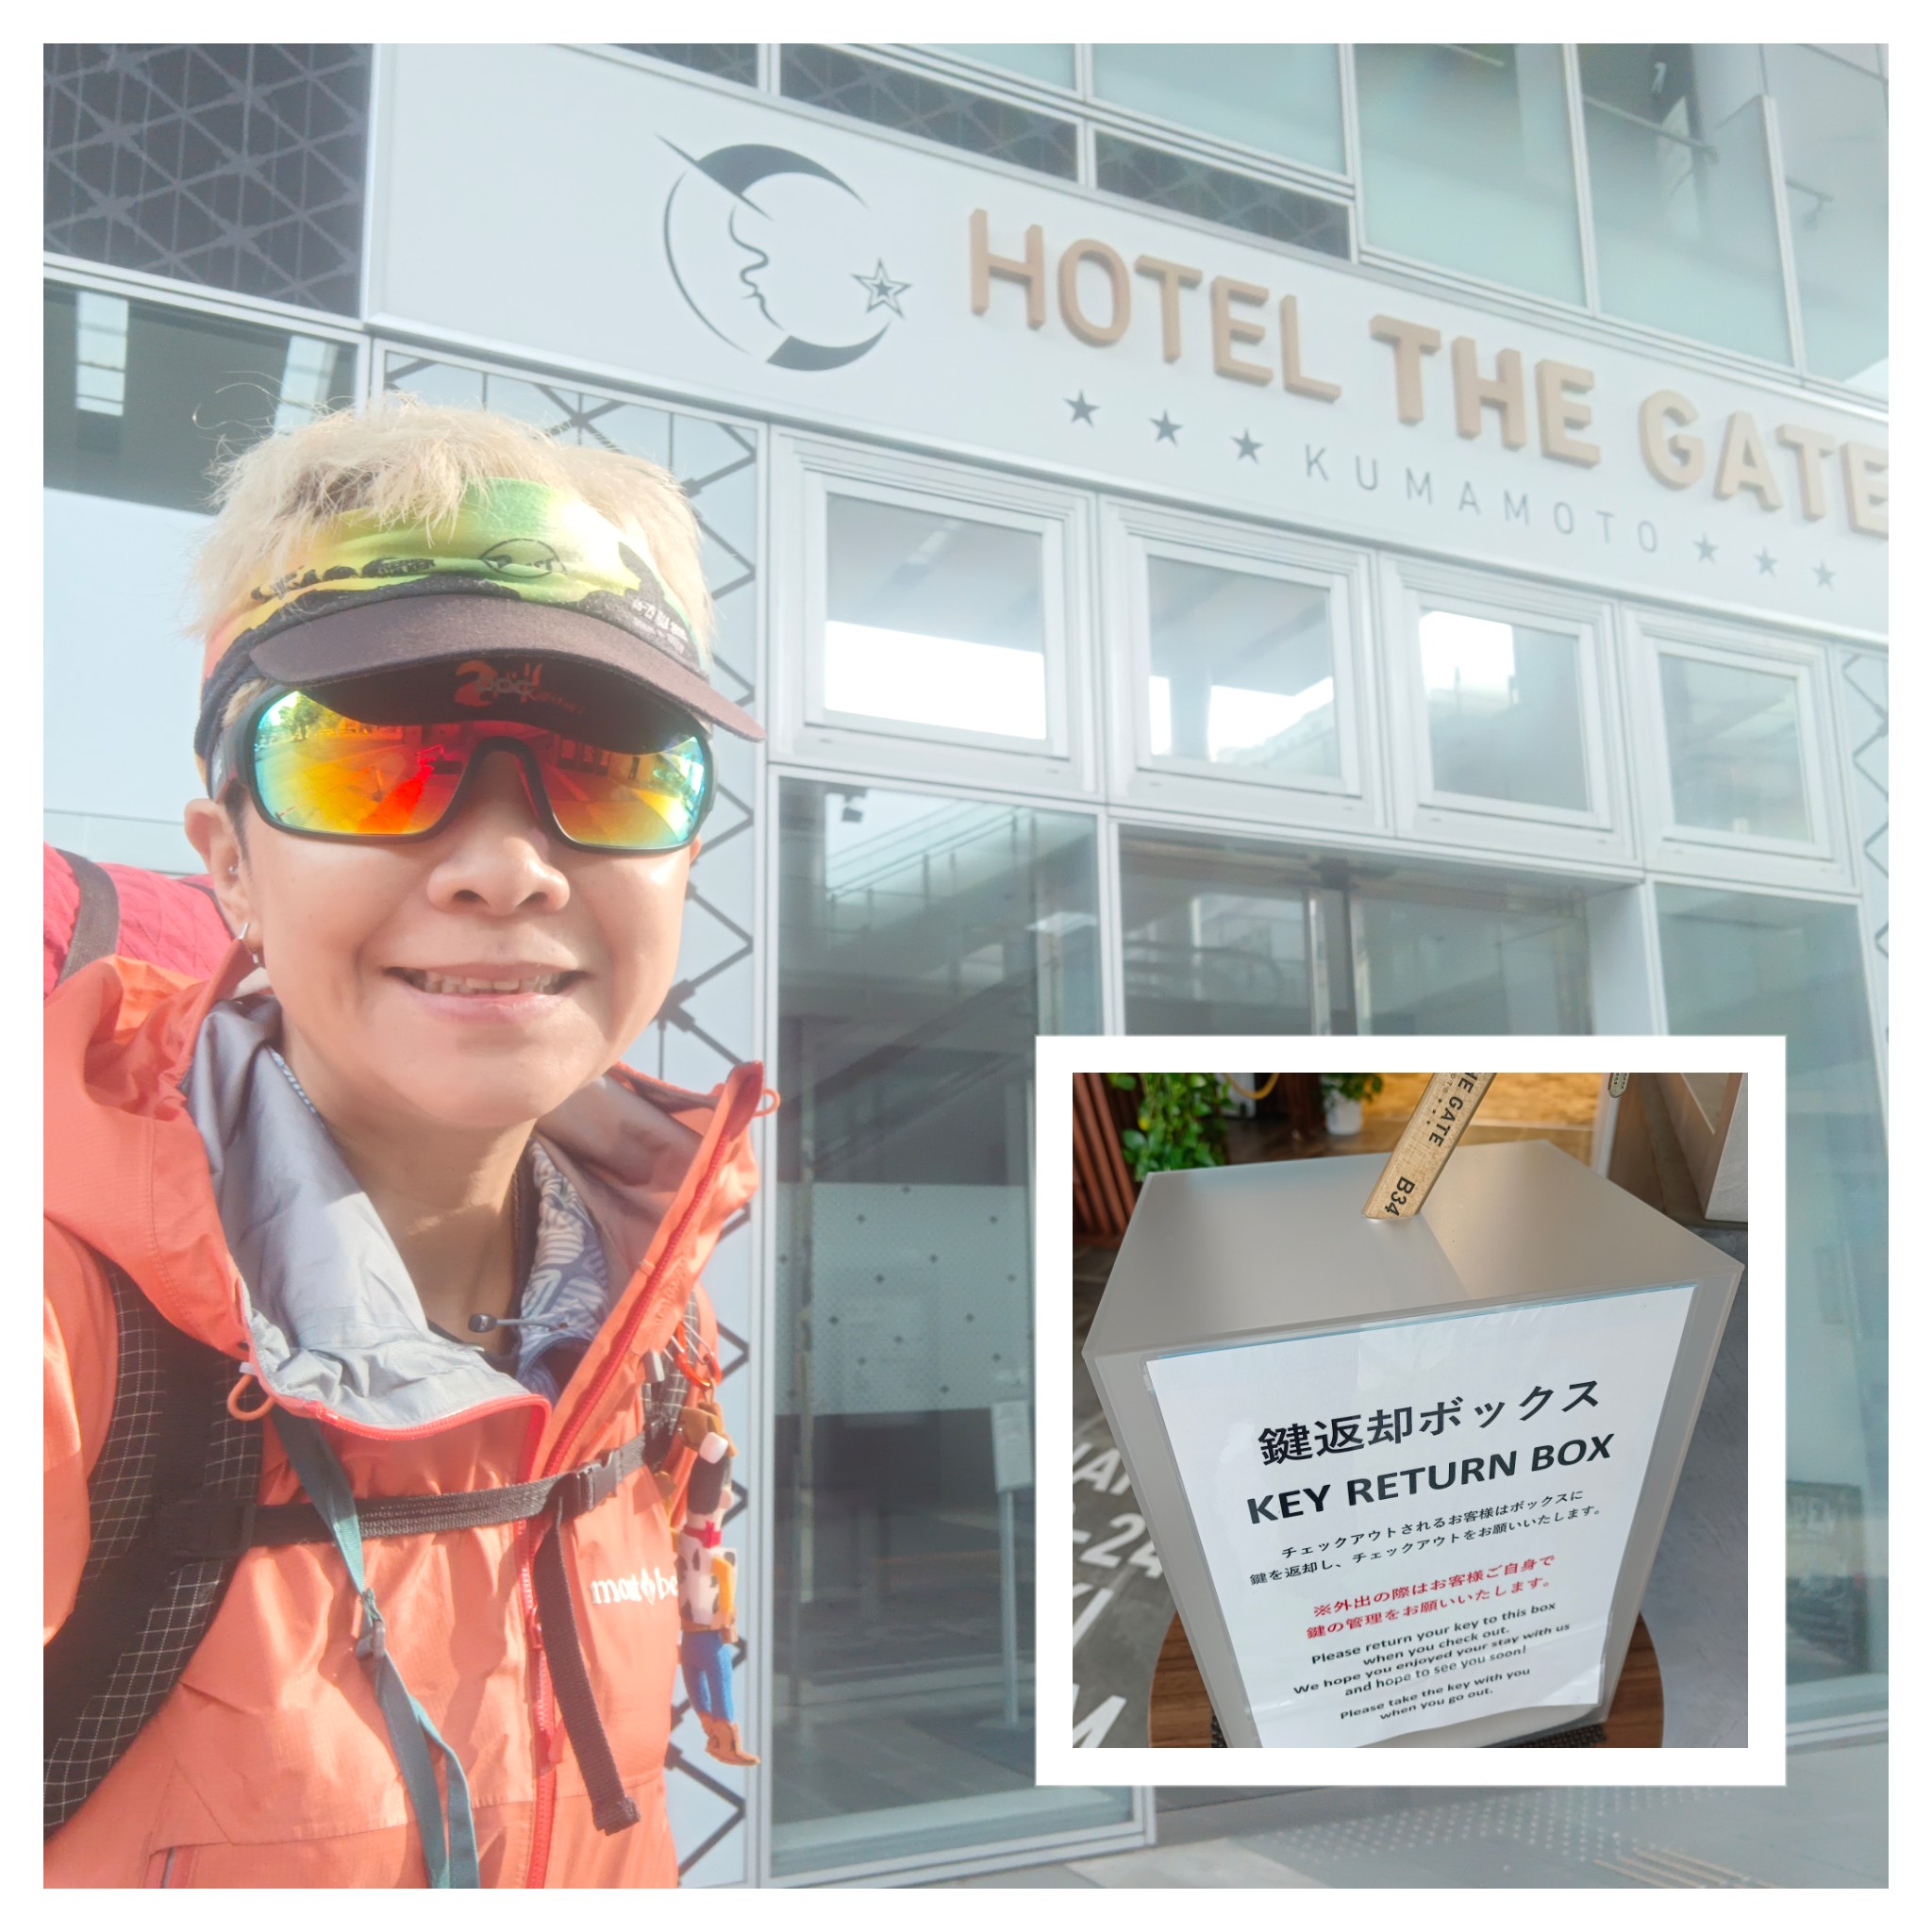 HOTEL THE GATE
★ ★ ★ KUMAMOTO ★ ★ ★
mont
THE GATE
B34
鍵返却ボックス
KEY RETURN BOX
チェックアウトされるお客様はボックスに
鍵を返却し、チェックアウトをお願いいたします。
※外出の際はお客様ご自身で
鍵の管理をお願いいたします。
Please return your key to this box
when you check out.
We hope you enjoyed your stay with us
and hope to see you soon!
Please take the key with you
when you go out.